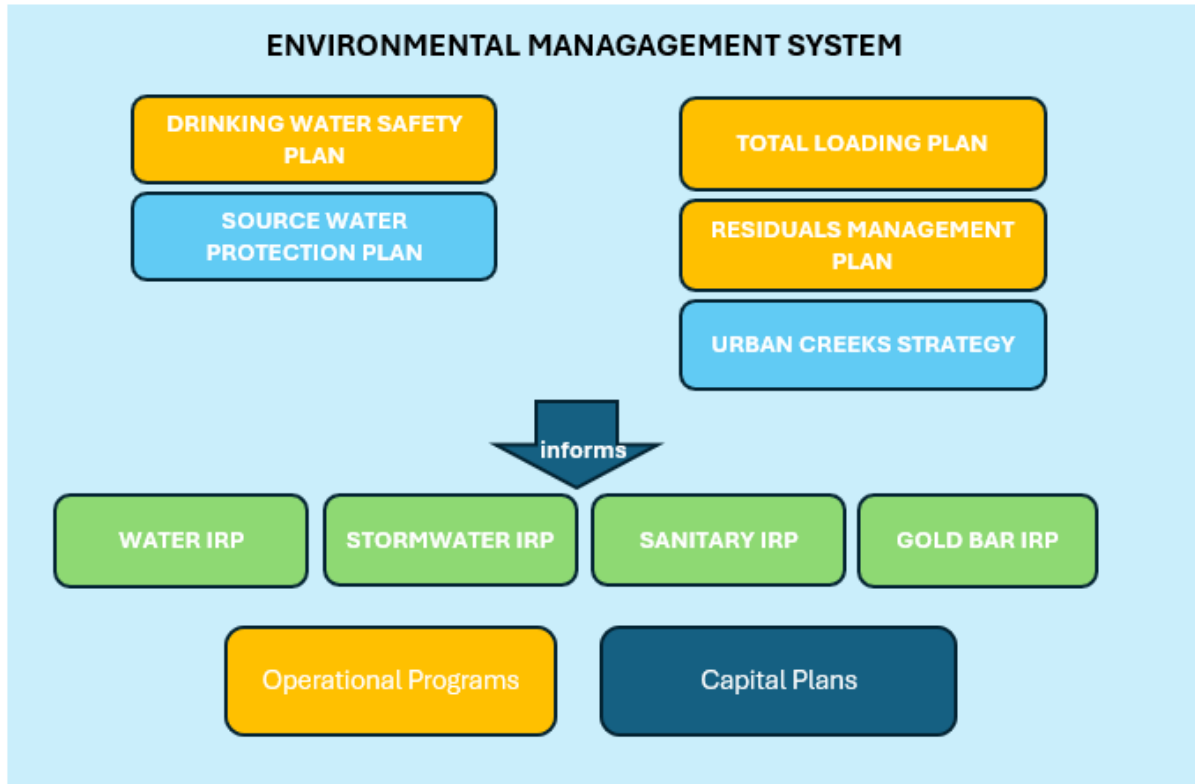 ENVIRONMENTAL MANAGAGEMENT SYSTEM
DRINKING WATER SAFETY
PLAN
SOURCE WATER
PROTECTION PLAN
TOTAL LOADING PLAN
RESIDUALS MANAGEMENT
PLAN
URBAN CREEKS STRATEGY
informs
WATER IRP
STORMWATER IRP
SANITARY IRP
GOLD BAR IRP
Operational Programs
Capital Plans